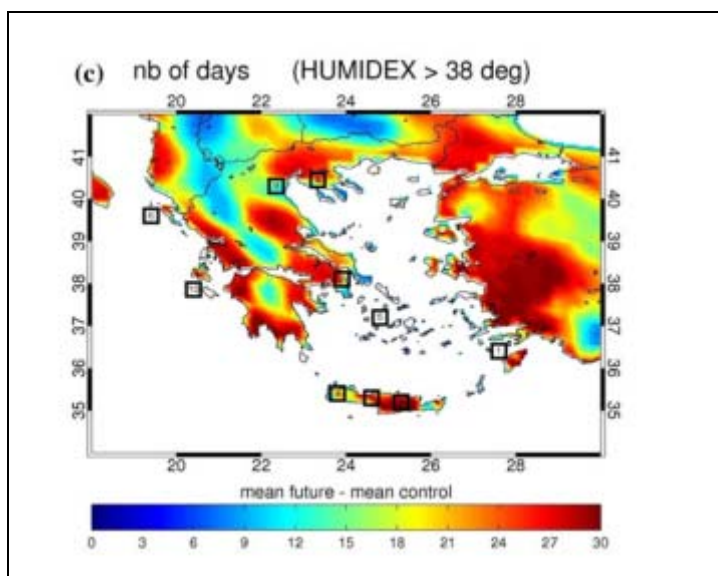 (c) nb of days (HUMIDEX > 38 deg)
20 22 24 26 28
41 41
40 40
39 39
38 38
37 37
36 36
35 35
20 22 24 26 28
mean future - mean control
0 3 6 9 12 15 18 21 24 27 30